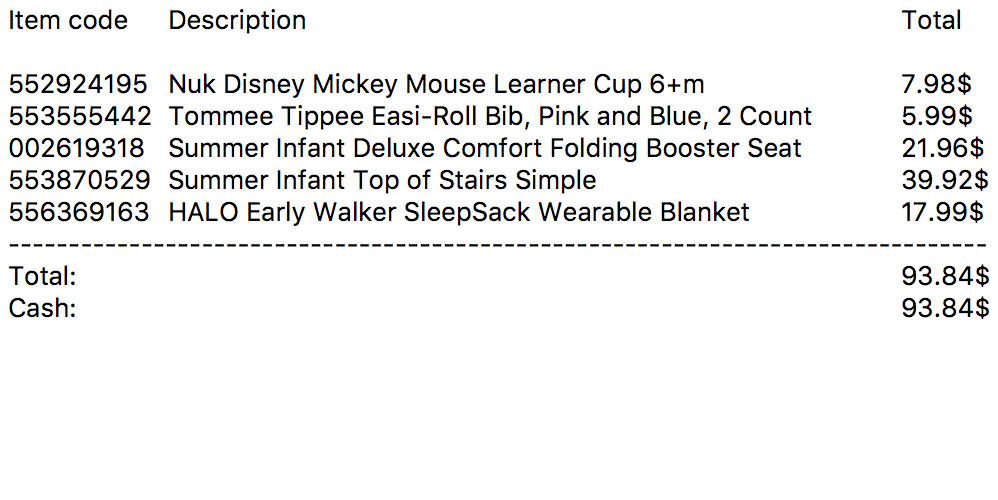 Item code Description Total
552924195 Nuk Disney Mickey Mouse Learner Cup 6+m 7.98$
553555442 Tommee Tippee Easi-Roll Bib, Pink and Blue, 2 Count 5.99$
002619318 Summer Infant Deluxe Comfort Folding Booster Seat 21.96$
553870529 Summer Infant Top of Stairs Simple 39.92$
556369163 HALO Early Walker SleepSack Wearable Blanket 17.99$
--------------------------------------------------------------------------------
Total: 93.84$
Cash: 93.84$